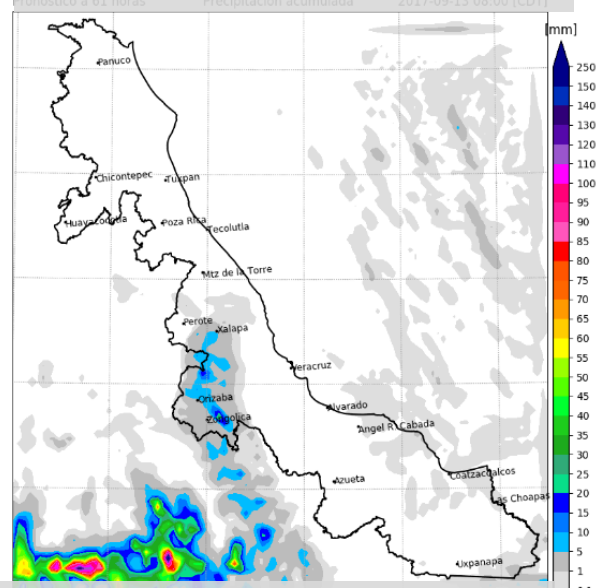 Pronóstico a 61 horas Precipitación acumulada 2017-09-15 08:00 [CDT]
[mm]
Panuco
Chicontepec
Tuxpan
Huayacocotla
Poza Rica
Tecolutla
Mtz de la Torre
Perote
Xalapa
Veracruz
Orizaba
Alvarado
Zongolica
Angel R. Cabada
Azueta
Coatzacoalcos
Las Choapas
Uxpanapa
250
150
140
130
120
110
100
95
90
85
80
75
70
65
60
55
50
45
40
35
30
25
20
15
10
5
1